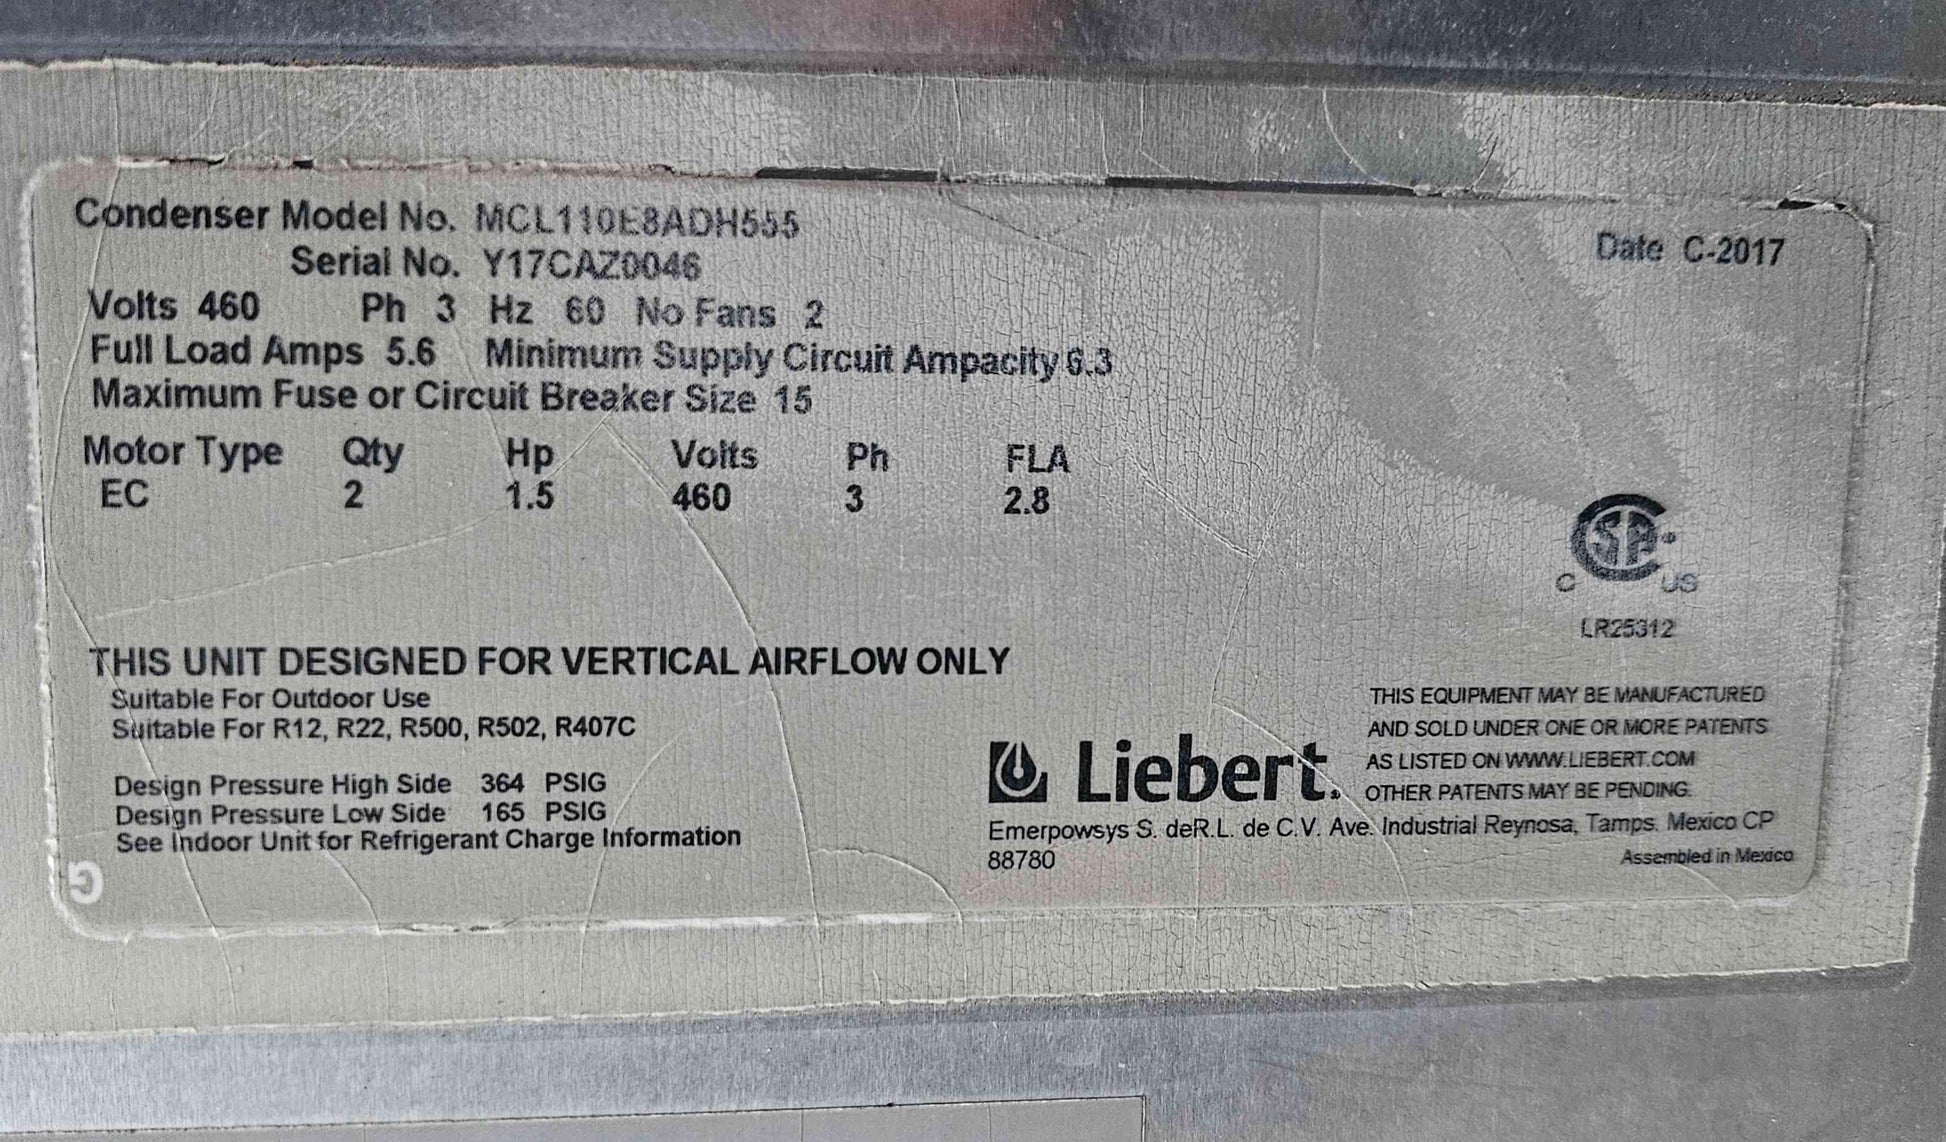 Condenser Model No. MCL110E8ADH555
Serial No. Y17CAZ0046
Date C-2017
Volts 460 Ph 3 Hz 60 No Fans 2
Full Load Amps 5.6 Minimum Supply Circuit Ampacity 6.3
Maximum Fuse or Circuit Breaker Size 15
Motor Type Qty Hp Volts Ph FLA
EC 2 1.5 460 3 2.8
CSA
C US
LR25312
THIS UNIT DESIGNED FOR VERTICAL AIRFLOW ONLY
Suitable For Outdoor Use
Suitable For R12, R22, R500, R502, R407C
Design Pressure High Side 364 PSIG
Design Pressure Low Side 165 PSIG
See Indoor Unit for Refrigerant Charge Information
G
Liebert.
THIS EQUIPMENT MAY BE MANUFACTURED
AND SOLD UNDER ONE OR MORE PATENTS
AS LISTED ON WWW.LIEBERT.COM
OTHER PATENTS MAY BE PENDING.
Emerpowsys S. deR.L. de C.V. Ave. Industrial Reynosa, Tamps. Mexico CP
88780
Assembled in Mexico